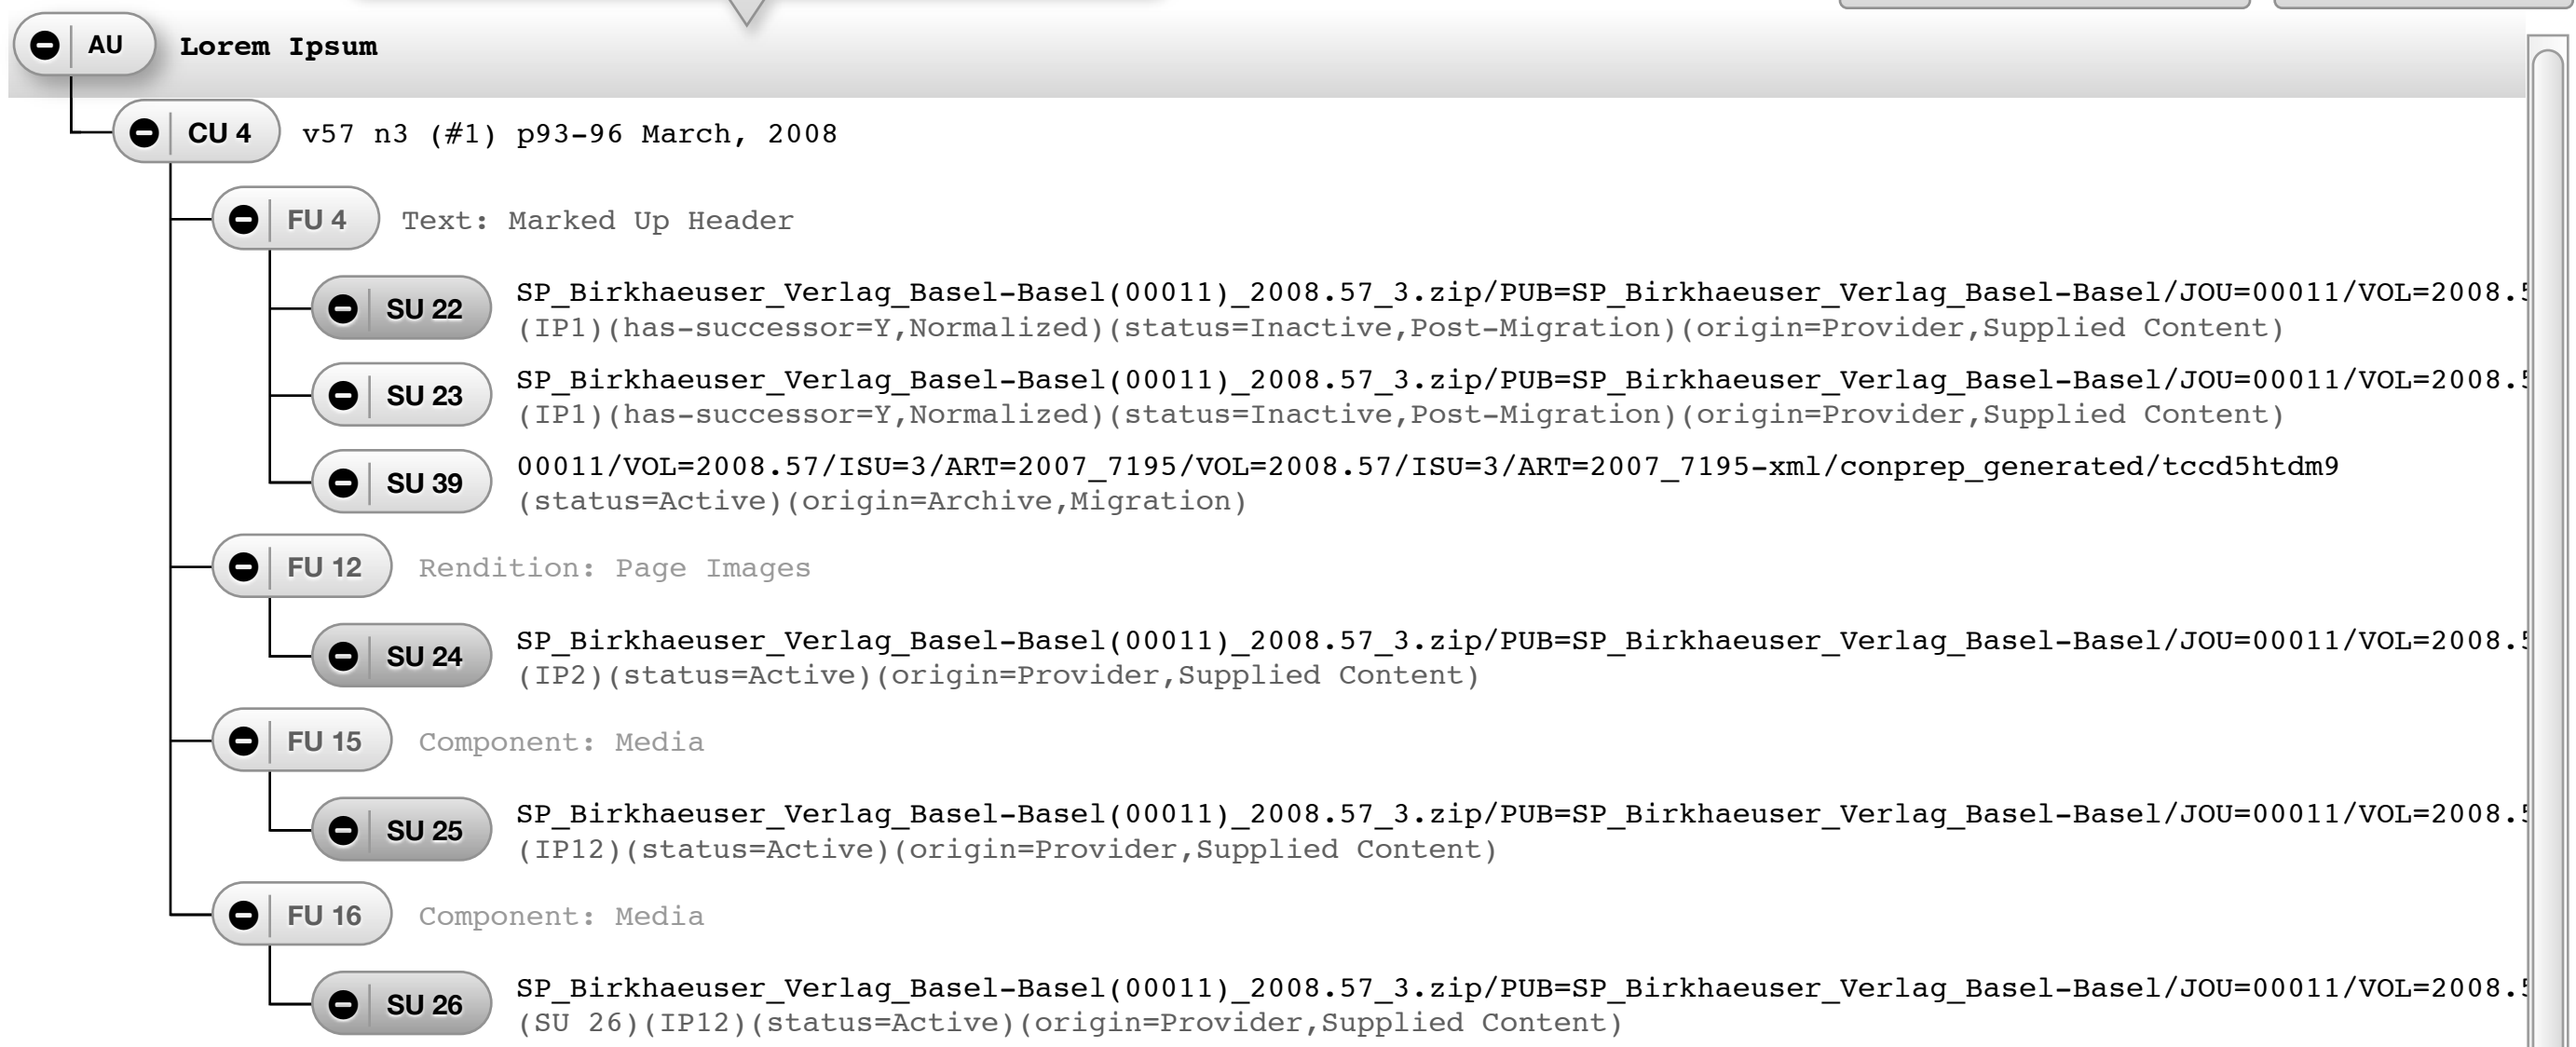 AU Lorem Ipsum
CU 4 v57 n3 (#1) p93-96 March, 2008
FU 4 Text: Marked Up Header
SU 22 SP_Birkhaeuser_Verlag_Basel-Basel(00011)_2008.57_3.zip/PUB=SP_Birkhaeuser_Verlag_Basel-Basel/JOU=00011/VOL=2008.5
(IP1)(has-successor=Y,Normalized)(status=Inactive,Post-Migration)(origin=Provider,Supplied Content)
SU 23 SP_Birkhaeuser_Verlag_Basel-Basel(00011)_2008.57_3.zip/PUB=SP_Birkhaeuser_Verlag_Basel-Basel/JOU=00011/VOL=2008.5
(IP1)(has-successor=Y,Normalized)(status=Inactive,Post-Migration)(origin=Provider,Supplied Content)
SU 39 00011/VOL=2008.57/ISU=3/ART=2007_7195/VOL=2008.57/ISU=3/ART=2007_7195-xml/conprep_generated/tccd5htdm9
(status=Active)(origin=Archive,Migration)
FU 12 Rendition: Page Images
SU 24 SP_Birkhaeuser_Verlag_Basel-Basel(00011)_2008.57_3.zip/PUB=SP_Birkhaeuser_Verlag_Basel-Basel/JOU=00011/VOL=2008.5
(IP2)(status=Active)(origin=Provider,Supplied Content)
FU 15 Component: Media
SU 25 SP_Birkhaeuser_Verlag_Basel-Basel(00011)_2008.57_3.zip/PUB=SP_Birkhaeuser_Verlag_Basel-Basel/JOU=00011/VOL=2008.5
(IP12)(status=Active)(origin=Provider,Supplied Content)
FU 16 Component: Media
SU 26 SP_Birkhaeuser_Verlag_Basel-Basel(00011)_2008.57_3.zip/PUB=SP_Birkhaeuser_Verlag_Basel-Basel/JOU=00011/VOL=2008.5
(SU 26)(IP12)(status=Active)(origin=Provider,Supplied Content)